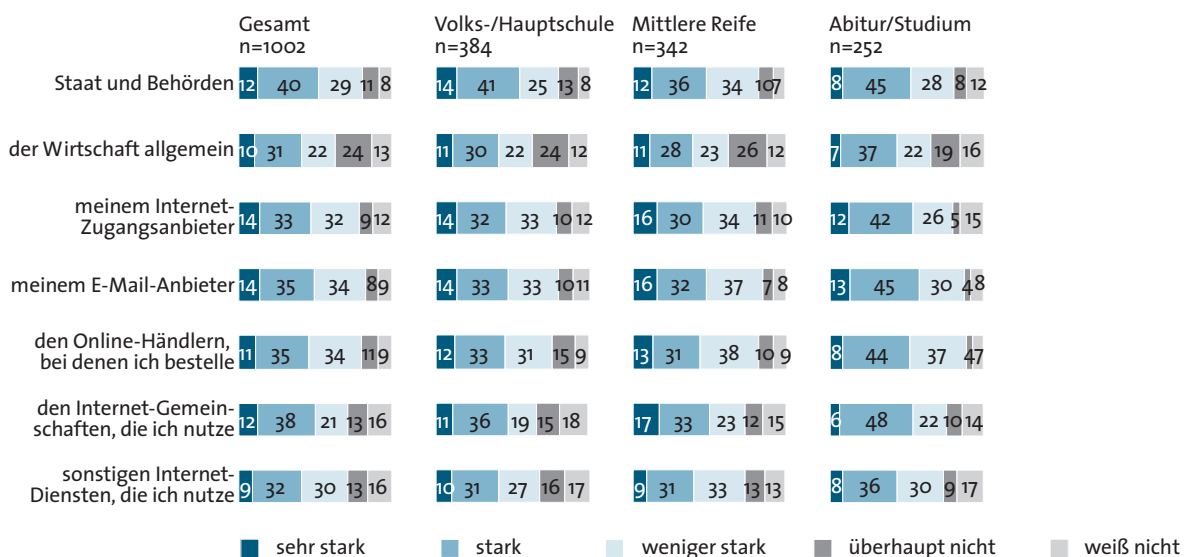 Gesamt Volks-/Hauptschule Mittlere Reife Abitur/Studium
n=1002 n=384 n=342 n=252
Staat und Behörden 12 40 29 11 8 14 41 25 13 8 12 36 34 10 7 8 45 28 8 12
der Wirtschaft allgemein 10 31 22 24 13 11 30 22 24 12 11 28 23 26 12 7 37 22 19 16
meinem Internet-
Zugangsanbieter 14 33 32 9 12 14 32 33 10 12 16 30 34 11 10 12 42 26 5 15
meinem E-Mail-Anbieter 14 35 34 8 9 14 33 33 10 11 16 32 37 7 8 13 45 30 4 8
den Online-Händlern,
bei denen ich bestelle 11 35 34 11 9 12 33 31 15 9 13 31 38 10 9 8 44 37 4 7
den Internet-Gemein-
schaften, die ich nutze 12 38 21 13 16 11 36 19 15 18 17 33 23 12 15 6 48 22 10 14
sonstigen Internet-
Diensten, die ich nutze 9 32 30 13 16 10 31 27 16 17 9 31 33 13 13 8 36 30 9 17
sehr stark stark weniger stark überhaupt nicht weiß nicht